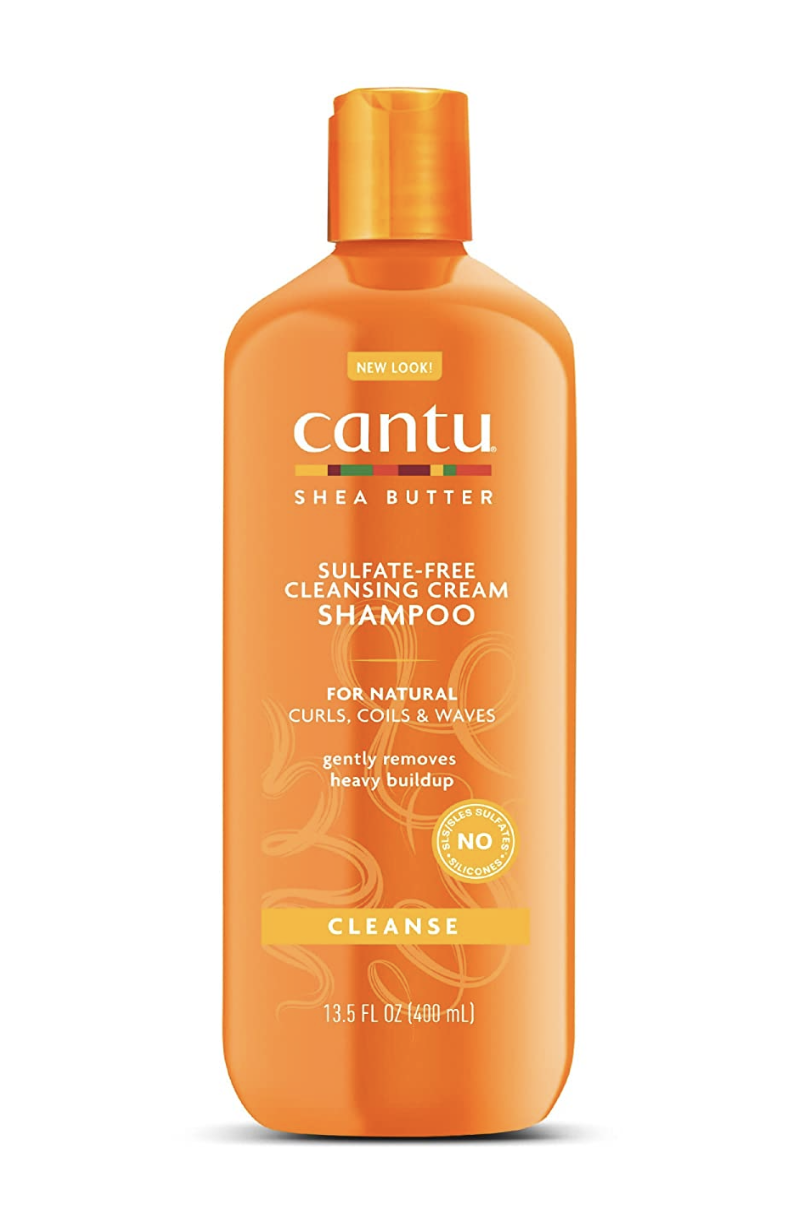 NEW LOOK!
cantu®
SHEA BUTTER
SULFATE-FREE
CLEANSING CREAM
SHAMPOO
FOR NATURAL
CURLS, COILS & WAVES
gently removes
heavy buildup
SLS/SLES SULFATES
NO
SILICONES
CLEANSE
13.5 FL OZ (400 mL)